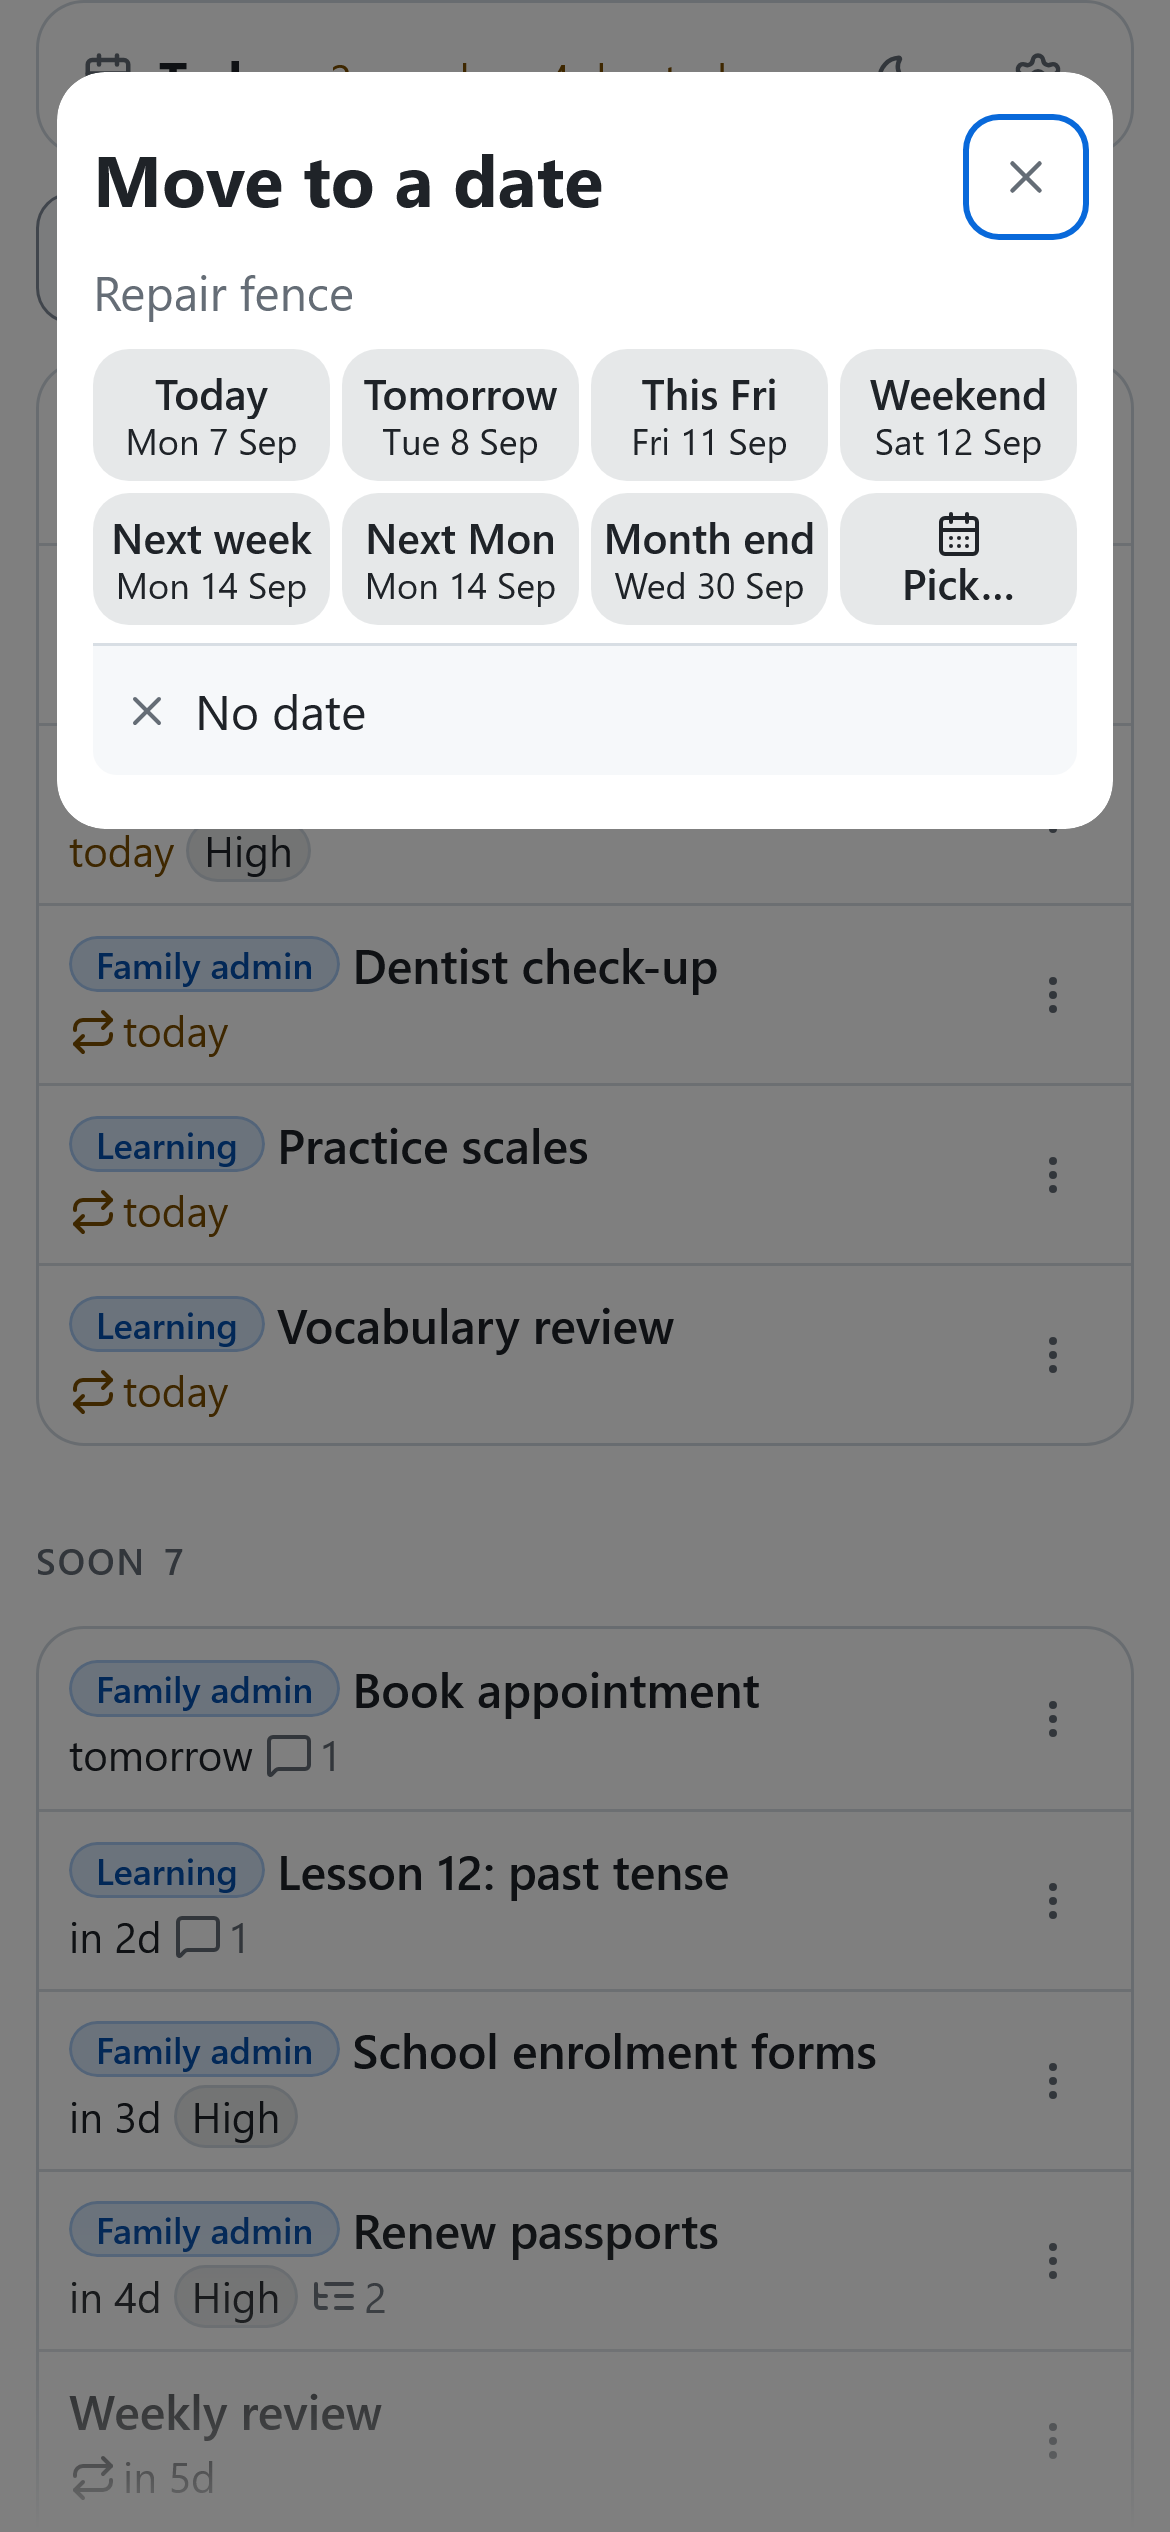 Move to a date
Repair fence
Today Tomorrow This Fri Weekend
Mon 7 Sep Tue 8 Sep Fri 11 Sep Sat 12 Sep
Next week Next Mon Month end
Mon 14 Sep Mon 14 Sep Wed 30 Sep Pick...
No date
today High
Family admin Dentist check-up
today
Learning Practice scales
today
Learning Vocabulary review
today
SOON 7
Family admin Book appointment
tomorrow 1
Learning Lesson 12: past tense
in 2d 1
Family admin School enrolment forms
in 3d High
Family admin Renew passports
in 4d High 2
Weekly review
in 5d